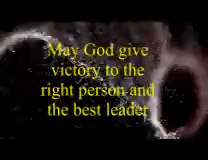 May God give
victory to the
right person and
the best leader